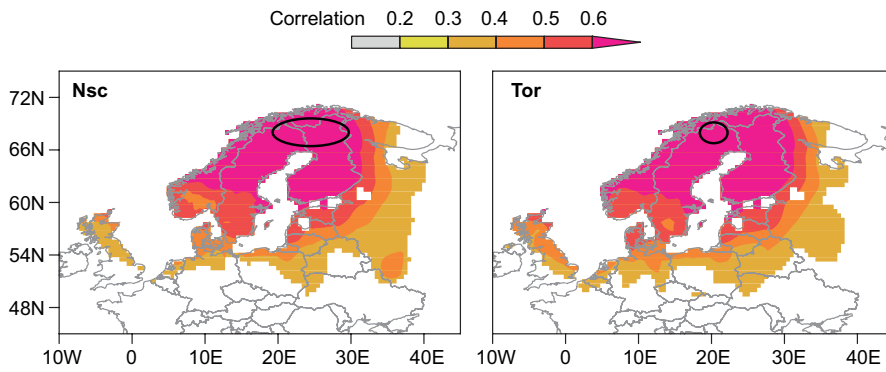 Correlation 0.2 0.3 0.4 0.5 0.6
Nsc Tor
72N
66N
60N
54N
48N
10W 0 10E 20E 30E 40E 10W 0 10E 20E 30E 40E